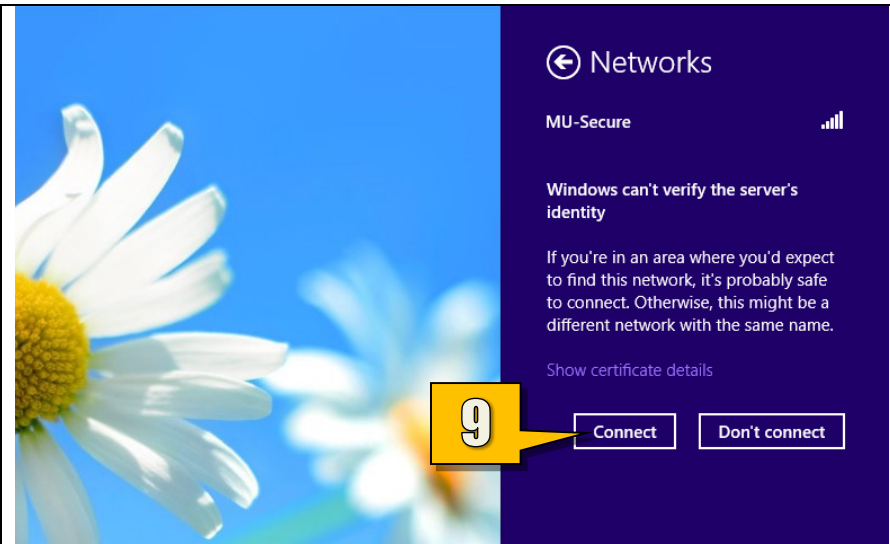 Networks
MU-Secure
Windows can't verify the server's
identity
If you're in an area where you'd expect
to find this network, it's probably safe
to connect. Otherwise, this might be a
different network with the same name.
Show certificate details
9
Connect
Don't connect